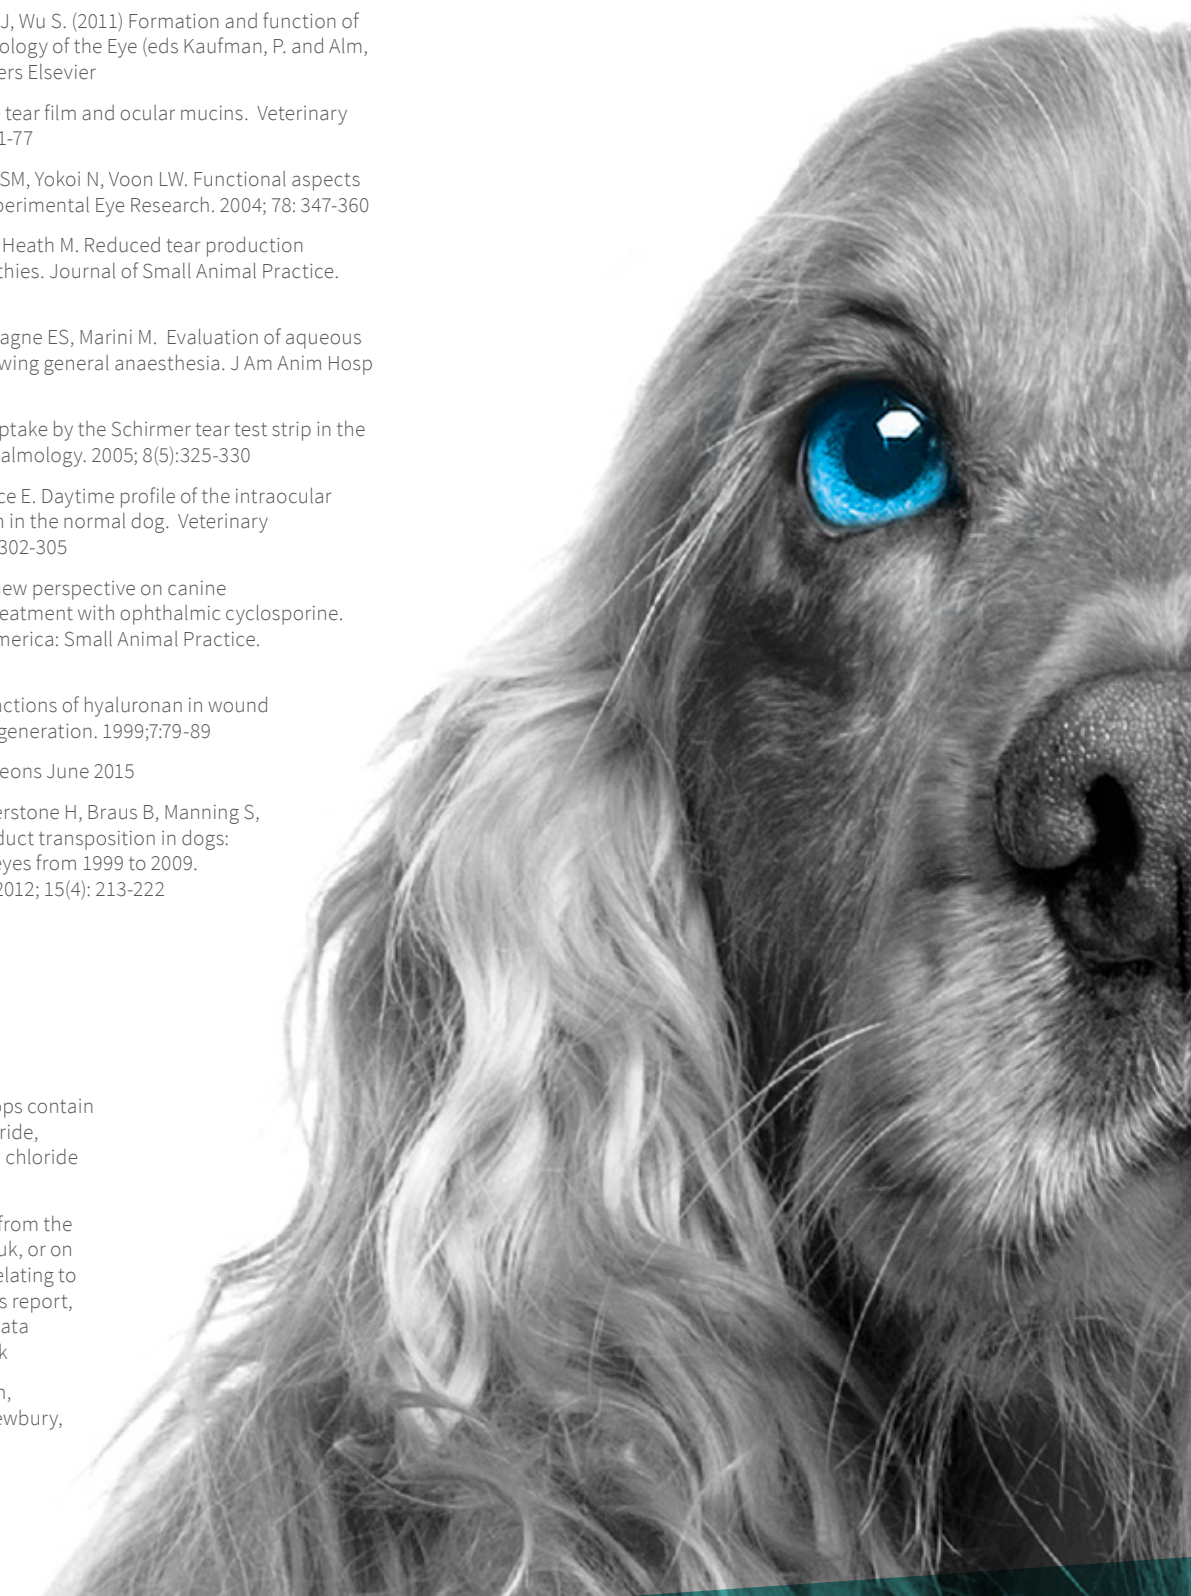 J, Wu S. (2011) Formation and function of
ology of the Eye (eds Kaufman, P. and Alm,
ers Elsevier
tear film and ocular mucins. Veterinary
1-77
SM, Yokoi N, Voon LW. Functional aspects
perimental Eye Research. 2004; 78: 347-360
Heath M. Reduced tear production
thies. Journal of Small Animal Practice.
agne ES, Marini M. Evaluation of aqueous
wing general anaesthesia. J Am Anim Hosp
ptake by the Schirmer tear test strip in the
almology. 2005; 8(5):325-330
ce E. Daytime profile of the intraocular
n in the normal dog. Veterinary
302-305
new perspective on canine
eatment with ophthalmic cyclosporine.
merica: Small Animal Practice.
nctions of hyaluronan in wound
generation. 1999;7:79-89
eons June 2015
erstone H, Braus B, Manning S,
duct transposition in dogs:
eyes from 1999 to 2009.
2012; 15(4): 213-222
ops contain
ride,
chloride
from the
uk, or on
elating to
s report,
ata
k
n,
ewbury,